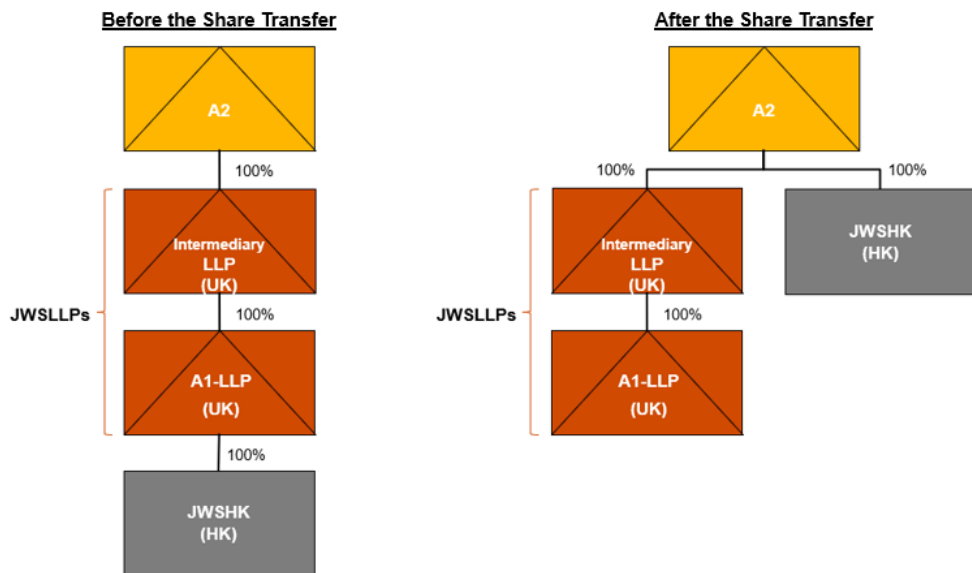 Before the Share Transfer
A2
100%
Intermediary
LLP
(UK)
100%
JWSLLPs
A1-LLP
(UK)
100%
JWSHK
(HK)
After the Share Transfer
A2
100%
100%
Intermediary
LLP
(UK)
JWSHK
(HK)
100%
JWSLLPs
A1-LLP
(UK)